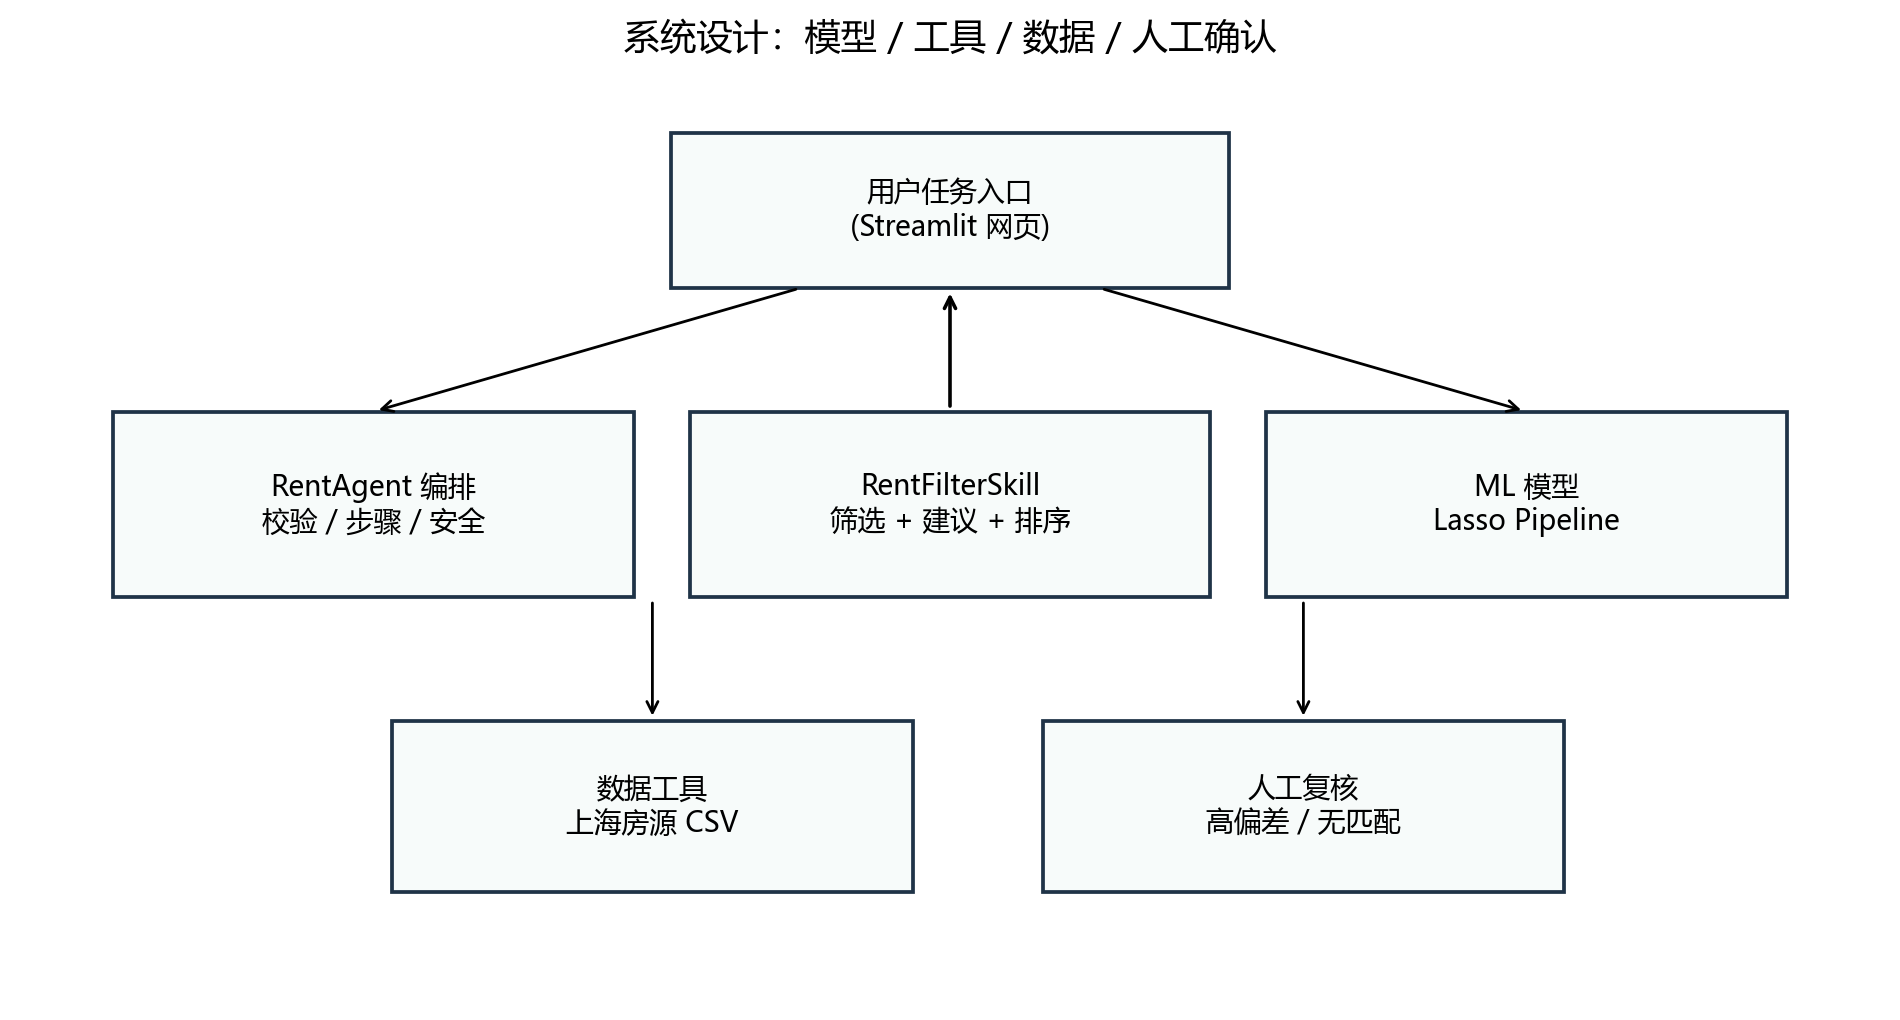 系统设计：模型 / 工具 / 数据 / 人工确认
用户任务入口
(Streamlit 网页)
RentAgent 编排
校验 / 步骤 / 安全
RentFilterSkill
筛选 + 建议 + 排序
ML 模型
Lasso Pipeline
数据工具
上海房源 CSV
人工复核
高偏差 / 无匹配